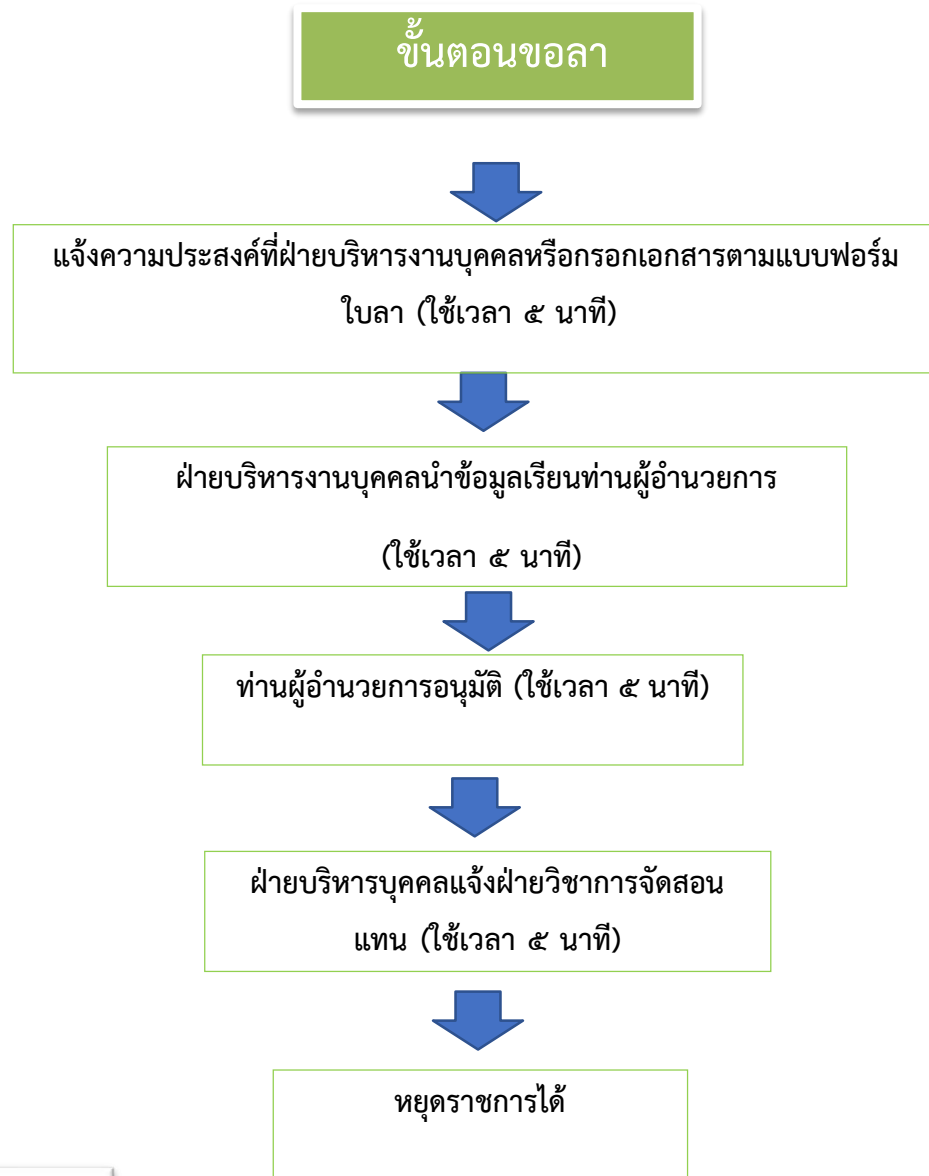 ขั้นตอนขอลา
แจ้งความประสงค์ที่ฝ่ายบริหารงานบุคคลหรือกรอกเอกสารตามแบบฟอร์ม
ใบลา (ใช้เวลา ๕ นาที)
ฝ่ายบริหารงานบุคคลนำข้อมูลเรียนท่านผู้อำนวยการ
(ใช้เวลา ๕ นาที)
ท่านผู้อำนวยการอนุมัติ (ใช้เวลา ๕ นาที)
ฝ่ายบริหารบุคคลแจ้งฝ่ายวิชาการจัดสอน
แทน (ใช้เวลา ๕ นาที)
หยุดราชการได้